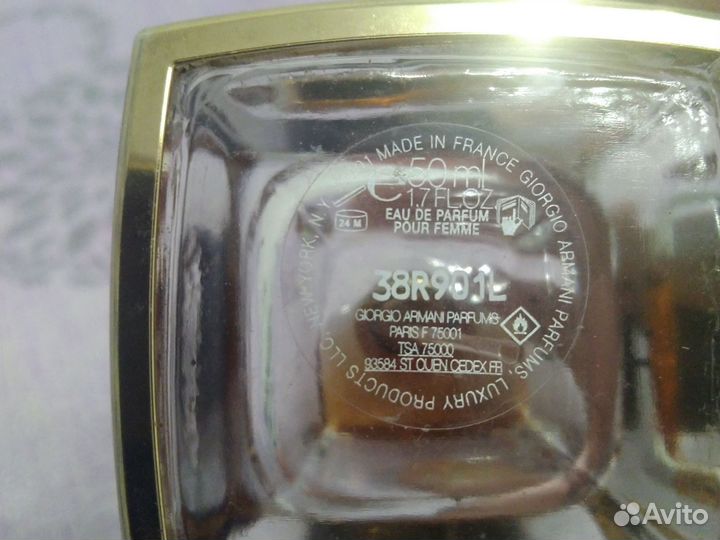 MADE IN FRANCE GIORGIO ARMANI PARFUMS, LUXURY PRODUCTS LLC, NEW YORK, N.Y.
e 50 ml
1.7 FL.OZ
EAU DE PARFUM
POUR FEMME
24 M
38R901L
GIORGIO ARMANI PARFUMS
PARIS F 75001
TSA 75000
93584 ST OUEN CEDEX FR
Avito